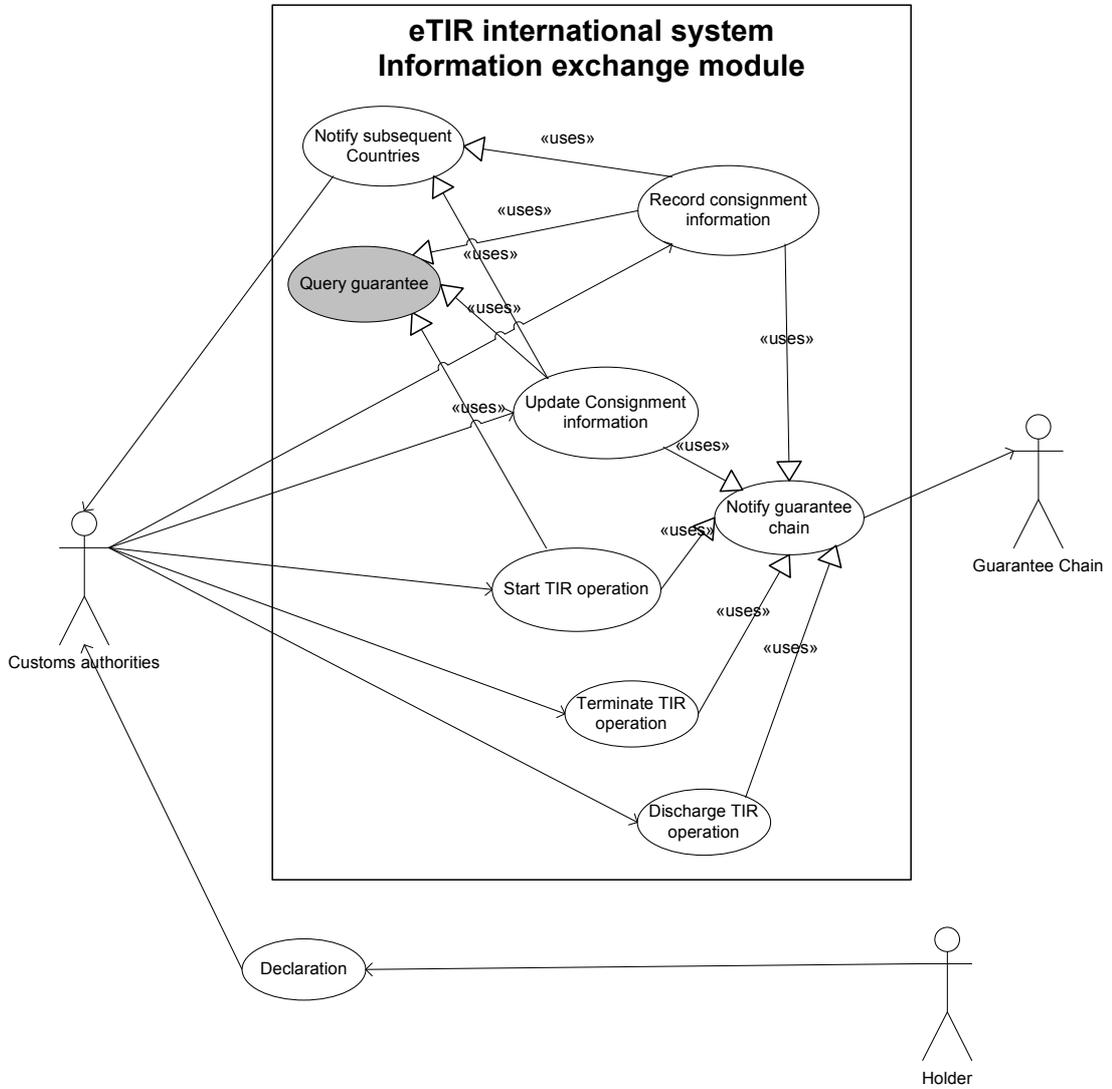 eTIR international system
Information exchange module
Notify subsequent
Countries
«uses»
Record consignment
information
«uses»
«uses»
Query guarantee
«uses»
«uses»
Update Consignment
information
«uses»
«uses»
Notify guarantee
chain
«uses»
Guarantee Chain
Start TIR operation
«uses»
«uses»
Customs authorities
Terminate TIR
operation
Discharge TIR
operation
Declaration
Holder